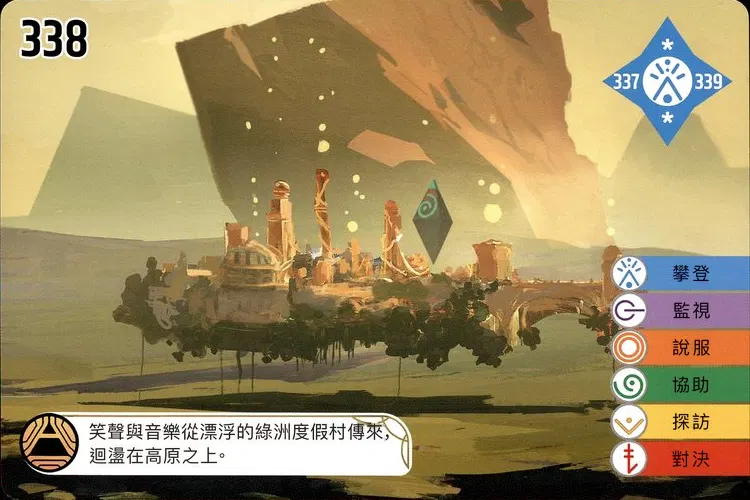 338
*
337
339
*
攀登
監視
說服
協助
探訪
對決
笑聲與音樂從漂浮的綠洲度假村傳來,
迴盪在高原之上。